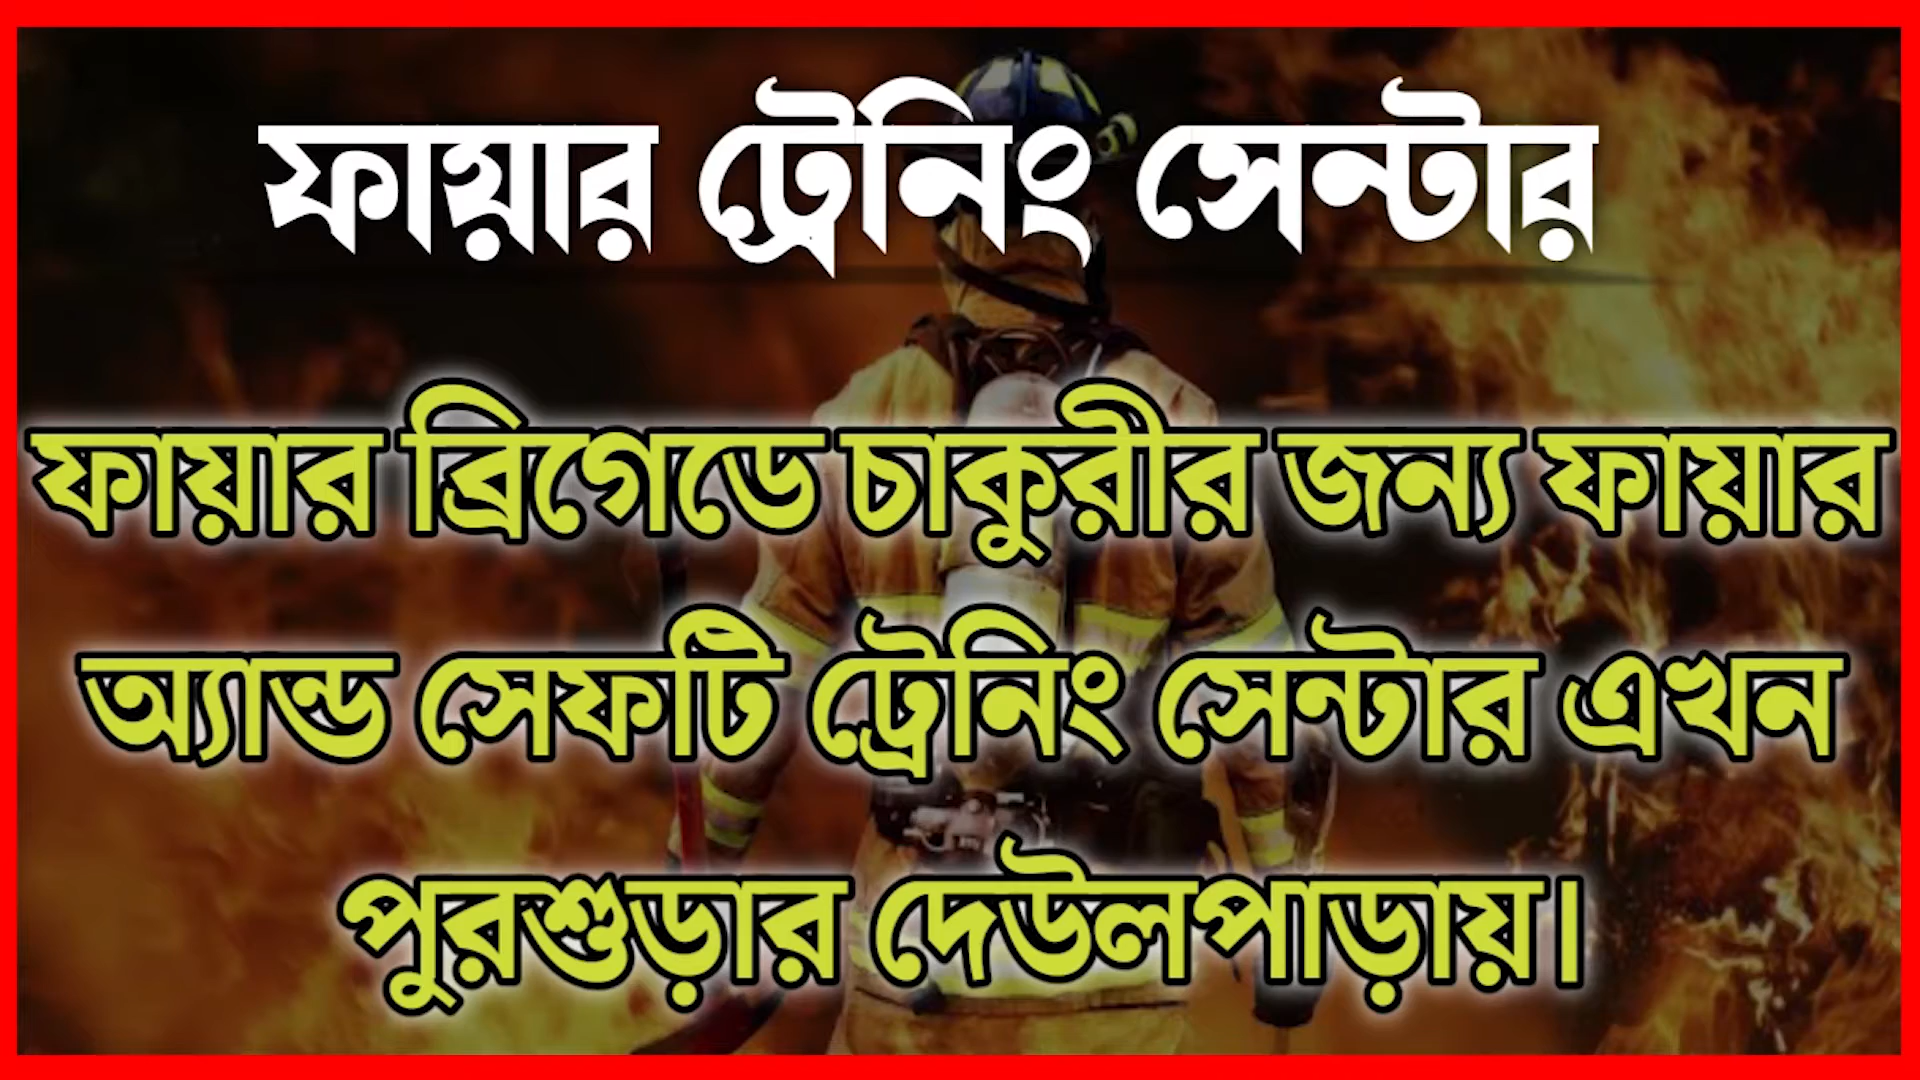 ফায়ার ট্রেনিং সেন্টার
ফায়ার ব্রিগেডে চাকুরীর জন্য ফায়ার
অ্যান্ড সেফটি ট্রেনিং সেন্টার এখন
পুরশুড়ার দেউলপাড়ায়।